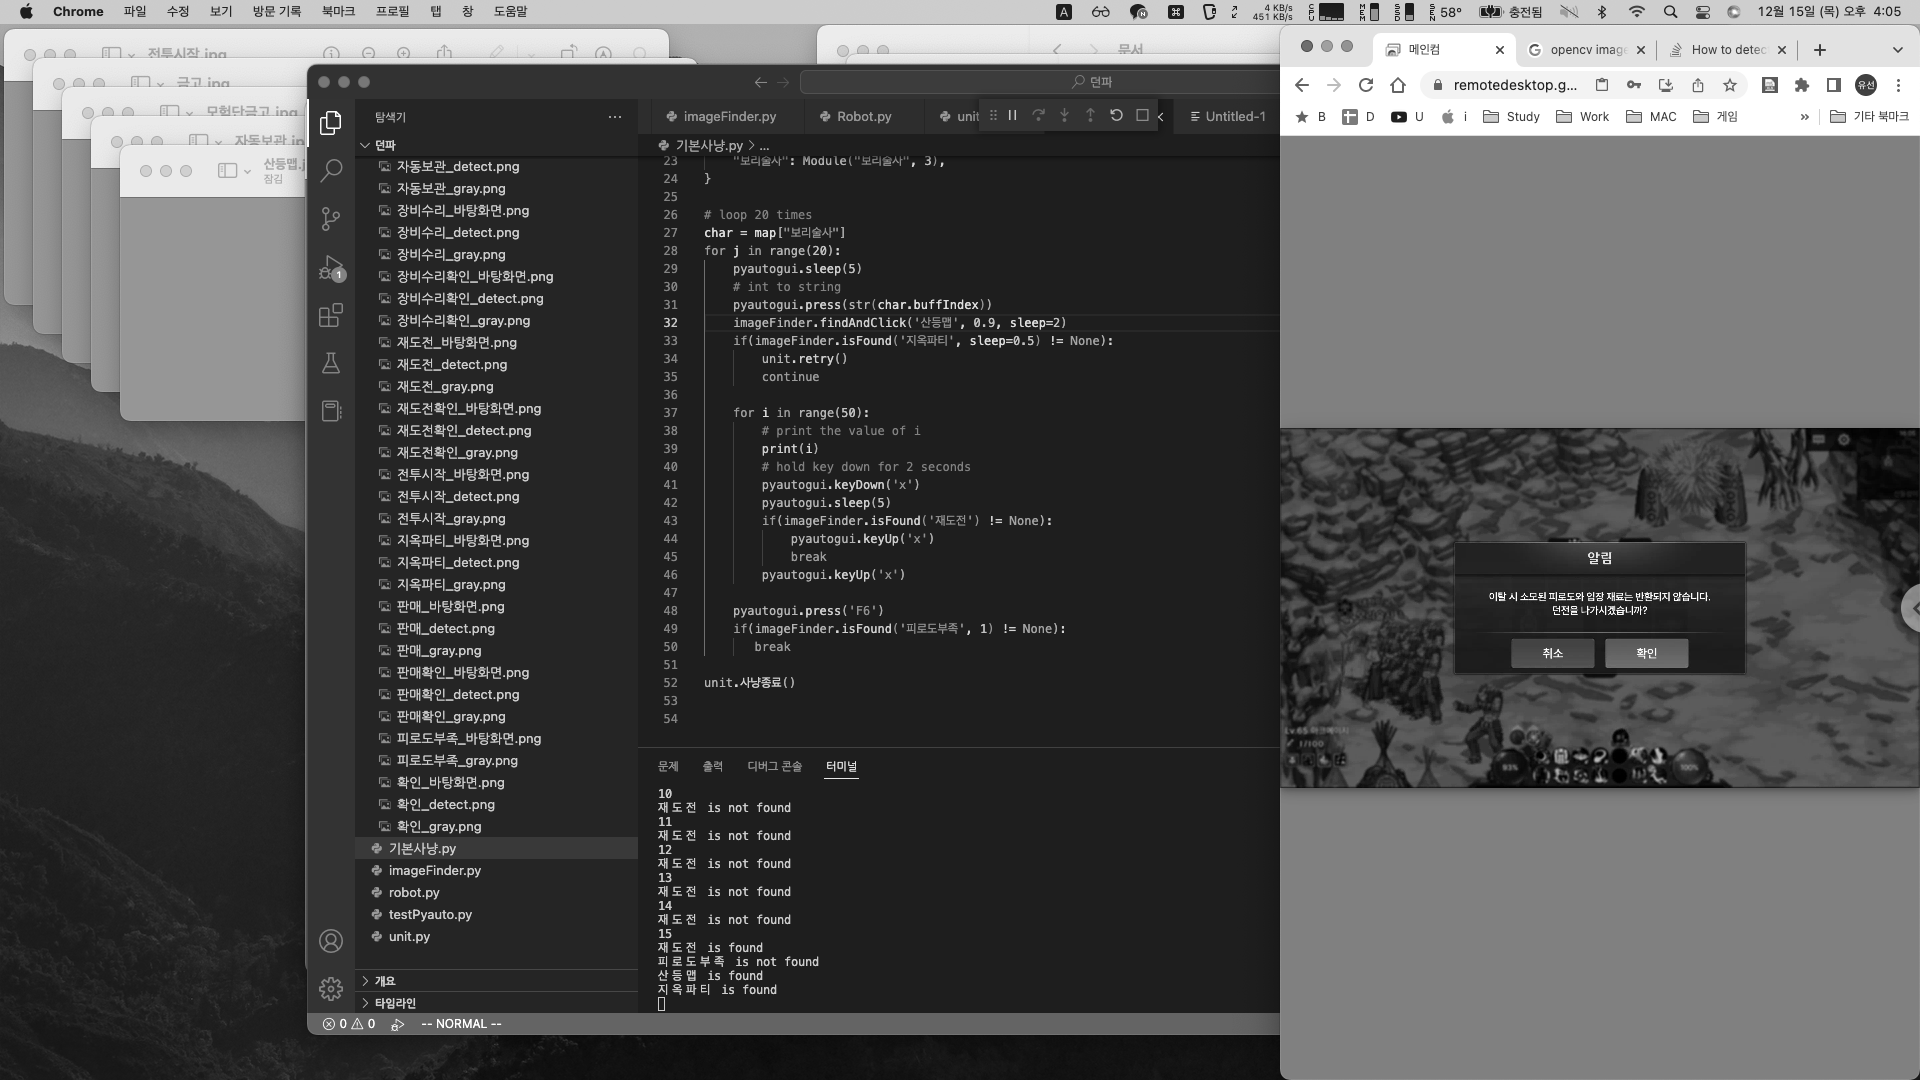 Chrome 파일 수정 보기 방문 기록 북마크 프로필 탭 창 도움말
4 KB/s
451 KB/s
58° 충전됨 12월 15일 (목) 오후 4:05
전투시작.jpg
금고.jpg
모험단금고.jpg
자동보관.jpg
산등맵.j
잠김
문서
던파
탐색기
던파
자동보관_detect.png
자동보관_gray.png
장비수리_바탕화면.png
장비수리_detect.png
장비수리_gray.png
장비수리확인_바탕화면.png
장비수리확인_detect.png
장비수리확인_gray.png
재도전_바탕화면.png
재도전_detect.png
재도전_gray.png
재도전확인_바탕화면.png
재도전확인_detect.png
재도전확인_gray.png
전투시작_바탕화면.png
전투시작_detect.png
전투시작_gray.png
지옥파티_바탕화면.png
지옥파티_detect.png
지옥파티_gray.png
판매_바탕화면.png
판매_detect.png
판매_gray.png
판매확인_바탕화면.png
판매확인_detect.png
판매확인_gray.png
피로도부족_바탕화면.png
피로도부족_gray.png
확인_바탕화면.png
확인_detect.png
확인_gray.png
기본사냥.py
imageFinder.py
robot.py
testPyauto.py
unit.py
개요
타임라인
0 0 -- NORMAL --
imageFinder.py Robot.py unit Untitled-1
기본사냥.py > ...
23 "보리술사": Module("보리술사", 3),
24 }
25
26 # loop 20 times
27 char = map["보리술사"]
28 for j in range(20):
29 pyautogui.sleep(5)
30 # int to string
31 pyautogui.press(str(char.buffIndex))
32 imageFinder.findAndClick('산등맵', 0.9, sleep=2)
33 if(imageFinder.isFound('지옥파티', sleep=0.5) != None):
34 unit.retry()
35 continue
36
37 for i in range(50):
38 # print the value of i
39 print(i)
40 # hold key down for 2 seconds
41 pyautogui.keyDown('x')
42 pyautogui.sleep(5)
43 if(imageFinder.isFound('재도전') != None):
44 pyautogui.keyUp('x')
45 break
46 pyautogui.keyUp('x')
47
48 pyautogui.press('F6')
49 if(imageFinder.isFound('피로도부족', 1) != None):
50 break
51
52 unit.사냥종료()
53
54
문제 출력 디버그 콘솔 터미널
10
재도전 is not found
11
재도전 is not found
12
재도전 is not found
13
재도전 is not found
14
재도전 is not found
15
재도전 is found
피로도부족 is not found
산등맵 is found
지옥파티 is found
메인컴 opencv image How to detec
remotedesktop.g... 유선
B D U i Study Work MAC 게임 » 기타 북마크
알림
이탈 시 소모된 피로도와 입장 재료는 반환되지 않습니다.
던전을 나가시겠습니까?
취소 확인
1/100
93% 100%